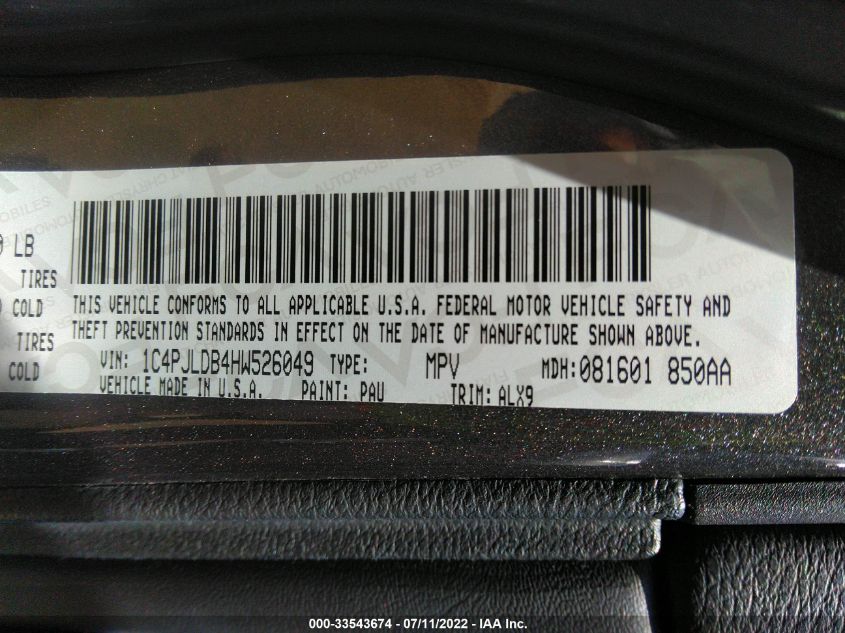 LB
TIRES
COLD
TIRES
COLD
THIS VEHICLE CONFORMS TO ALL APPLICABLE U.S.A. FEDERAL MOTOR VEHICLE SAFETY AND
THEFT PREVENTION STANDARDS IN EFFECT ON THE DATE OF MANUFACTURE SHOWN ABOVE.
VIN: 1C4PJLDB4HW526049 TYPE: MPV MDH:081601 850AA
VEHICLE MADE IN U.S.A. PAINT: PAU TRIM: ALX9
000-33543674 / 07/11/2022 - IAA Inc.